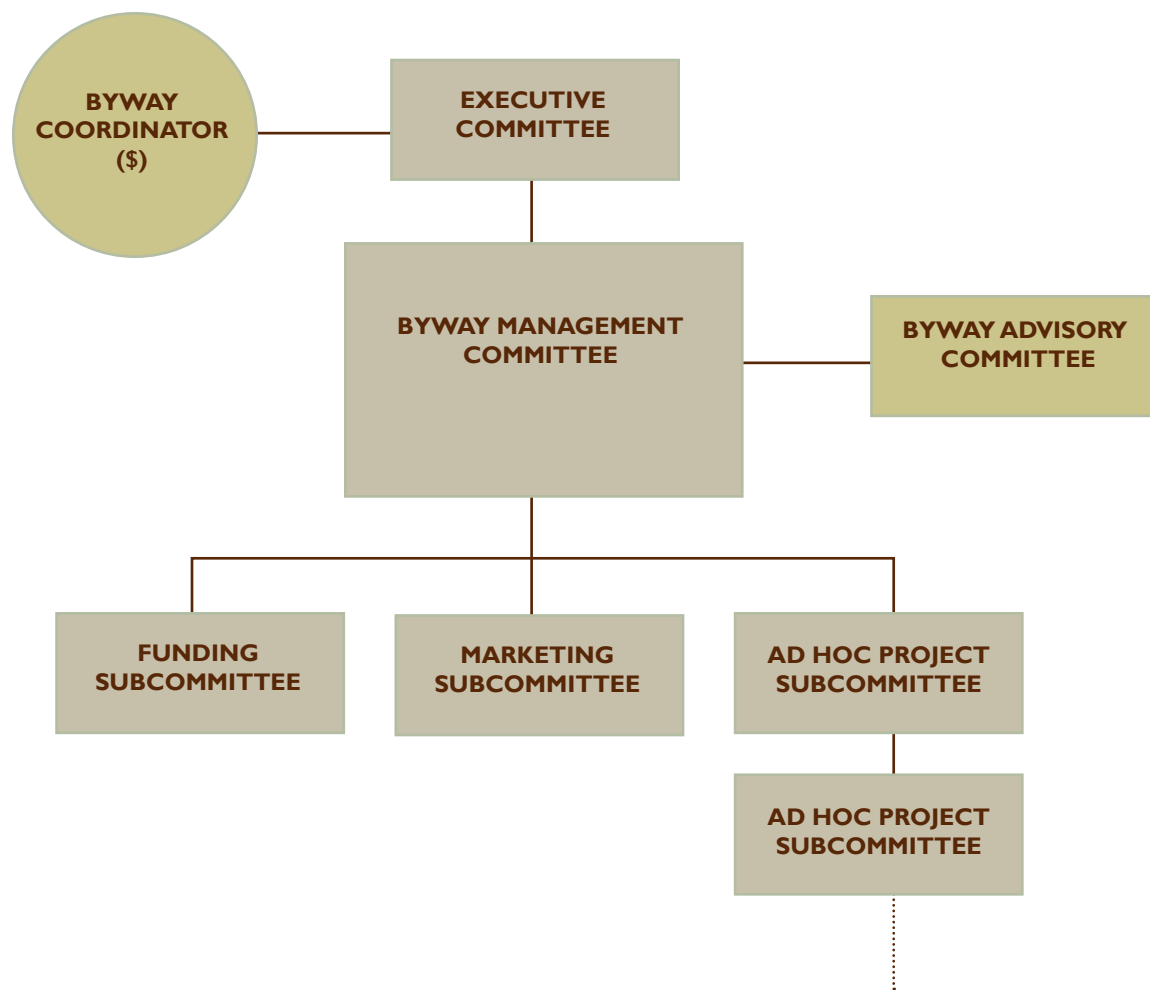 BYWAY
COORDINATOR
($)
EXECUTIVE
COMMITTEE
BYWAY MANAGEMENT
COMMITTEE
BYWAY ADVISORY
COMMITTEE
FUNDING
SUBCOMMITTEE
MARKETING
SUBCOMMITTEE
AD HOC PROJECT
SUBCOMMITTEE
AD HOC PROJECT
SUBCOMMITTEE